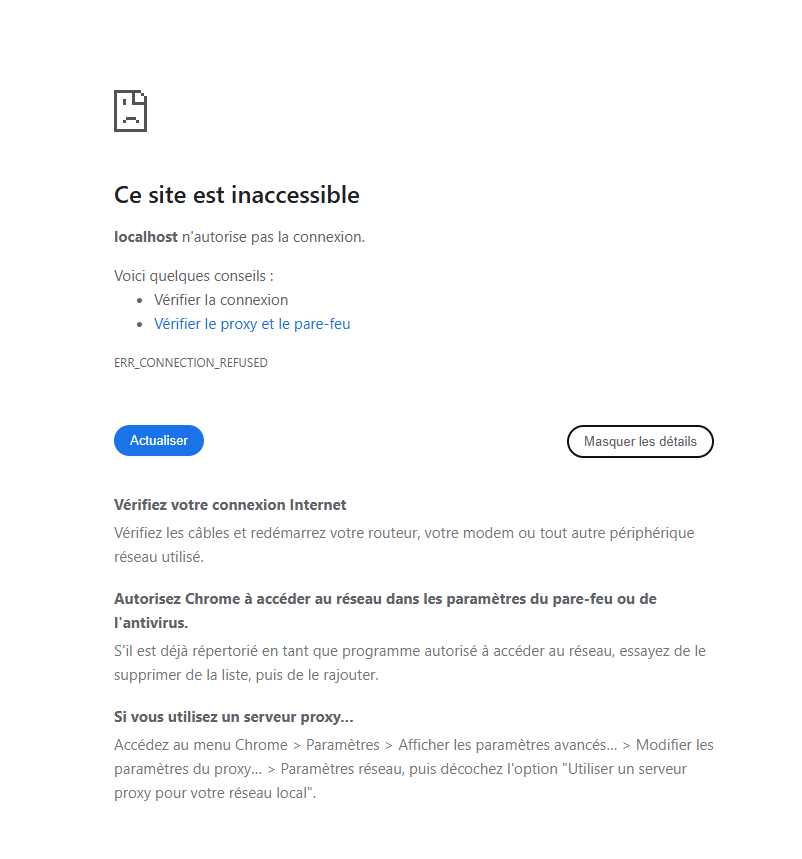 Ce site est inaccessible
localhost n'autorise pas la connexion.
Voici quelques conseils :
• Vérifier la connexion
• Vérifier le proxy et le pare-feu
ERR_CONNECTION_REFUSED
Actualiser
Masquer les détails
Vérifiez votre connexion Internet
Vérifiez les câbles et redémarrez votre routeur, votre modem ou tout autre périphérique
réseau utilisé.
Autorisez Chrome à accéder au réseau dans les paramètres du pare-feu ou de
l'antivirus.
S'il est déjà répertorié en tant que programme autorisé à accéder au réseau, essayez de le
supprimer de la liste, puis de le rajouter.
Si vous utilisez un serveur proxy…
Accédez au menu Chrome > Paramètres > Afficher les paramètres avancés… > Modifier les
paramètres du proxy… > Paramètres réseau, puis décochez l'option "Utiliser un serveur
proxy pour votre réseau local".